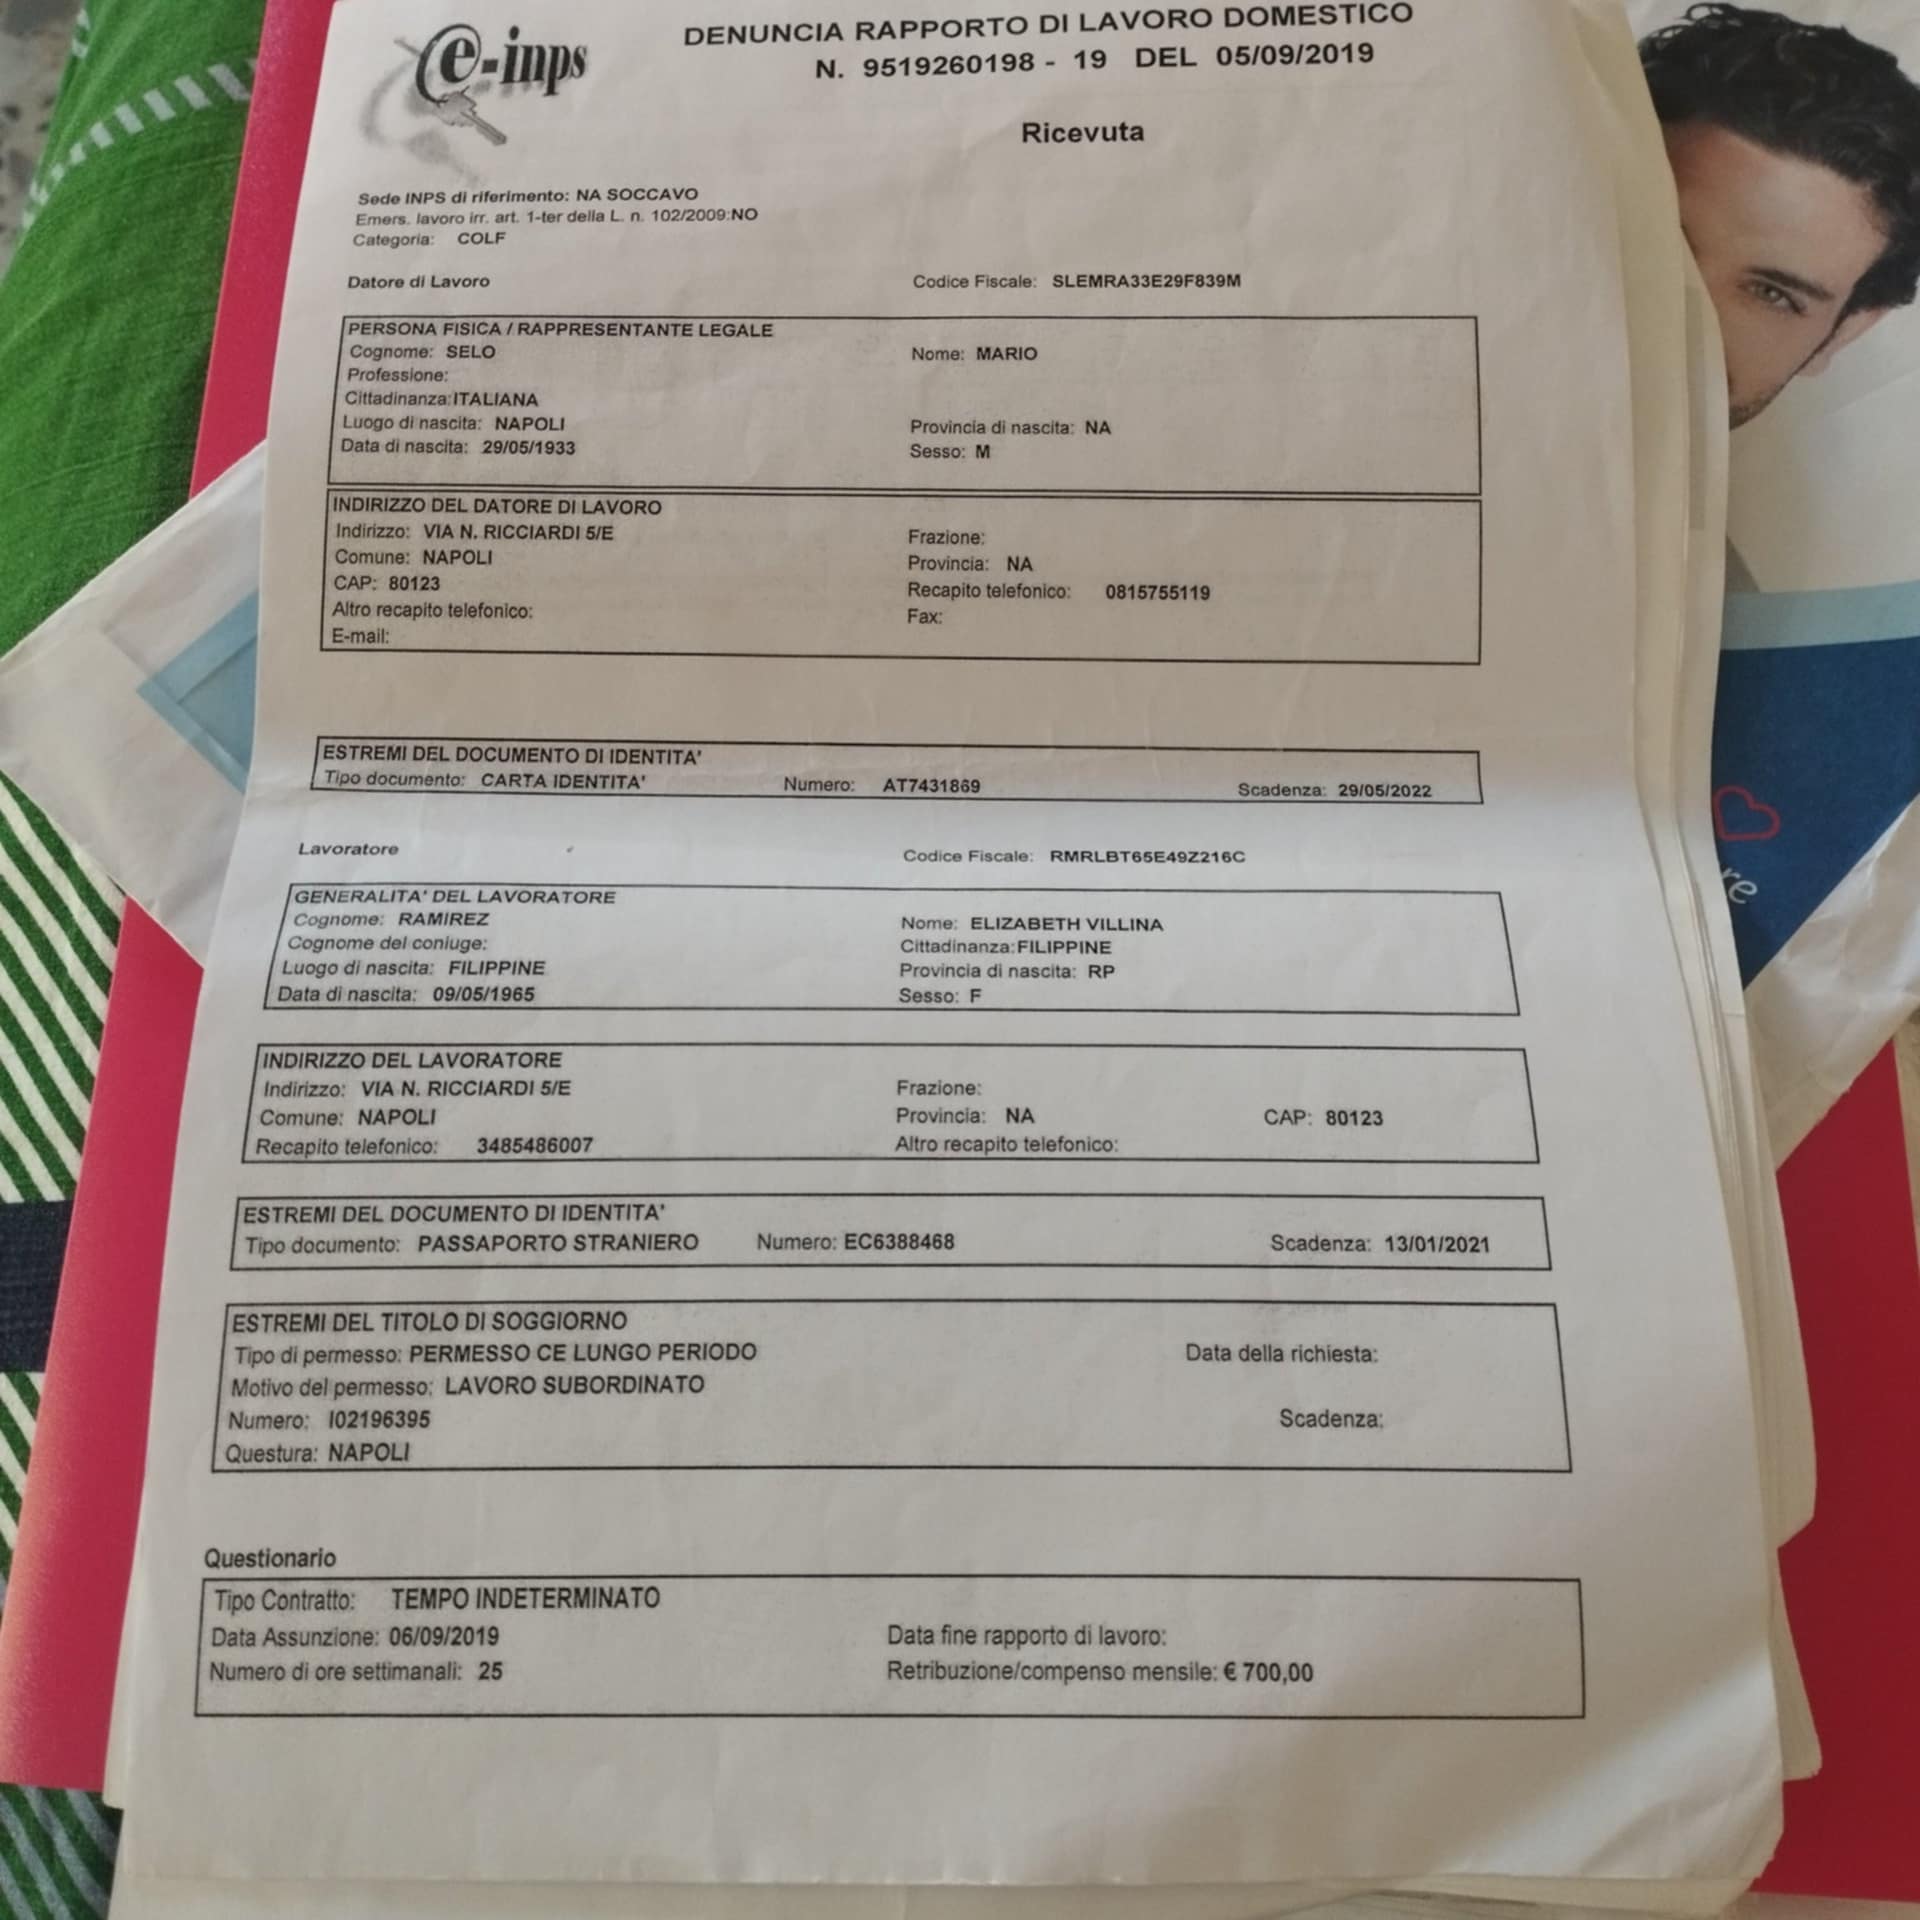 e-inps
DENUNCIA RAPPORTO DI LAVORO DOMESTICO
N. 9519260198 - 19 DEL 05/09/2019
Ricevuta
Sede INPS di riferimento: NA SOCCAVO
Emers. lavoro irr. art. 1-ter della L. n. 102/2009:NO
Categoria: COLF
Datore di Lavoro Codice Fiscale: SLEMRA33E29F839M
PERSONA FISICA / RAPPRESENTANTE LEGALE
Cognome: SELO Nome: MARIO
Professione:
Cittadinanza:ITALIANA
Luogo di nascita: NAPOLI Provincia di nascita: NA
Data di nascita: 29/05/1933 Sesso: M
INDIRIZZO DEL DATORE DI LAVORO
Indirizzo: VIA N. RICCIARDI 5/E Frazione:
Comune: NAPOLI Provincia: NA
CAP: 80123 Recapito telefonico: 0815755119
Altro recapito telefonico: Fax:
E-mail:
ESTREMI DEL DOCUMENTO DI IDENTITA'
Tipo documento: CARTA IDENTITA' Numero: AT7431869 Scadenza: 29/05/2022
Lavoratore Codice Fiscale: RMRLBT65E49Z216C
GENERALITA' DEL LAVORATORE
Cognome: RAMIREZ Nome: ELIZABETH VILLINA
Cognome del coniuge: Cittadinanza:FILIPPINE
Luogo di nascita: FILIPPINE Provincia di nascita: RP
Data di nascita: 09/05/1965 Sesso: F
INDIRIZZO DEL LAVORATORE
Indirizzo: VIA N. RICCIARDI 5/E Frazione:
Comune: NAPOLI Provincia: NA CAP: 80123
Recapito telefonico: 3485486007 Altro recapito telefonico:
ESTREMI DEL DOCUMENTO DI IDENTITA'
Tipo documento: PASSAPORTO STRANIERO Numero: EC6388468 Scadenza: 13/01/2021
ESTREMI DEL TITOLO DI SOGGIORNO
Tipo di permesso: PERMESSO CE LUNGO PERIODO Data della richiesta:
Motivo del permesso: LAVORO SUBORDINATO
Numero: I02196395 Scadenza:
Questura: NAPOLI
Questionario
Tipo Contratto: TEMPO INDETERMINATO
Data Assunzione: 06/09/2019 Data fine rapporto di lavoro:
Numero di ore settimanali: 25 Retribuzione/compenso mensile: € 700,00